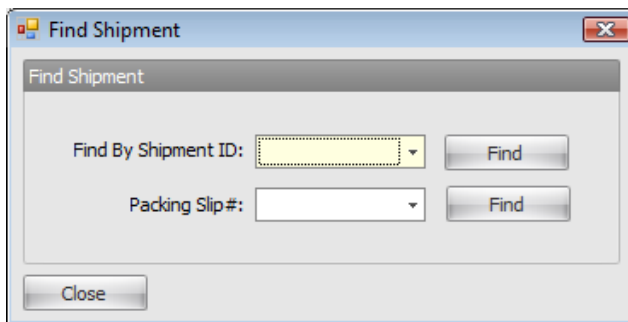 Find Shipment
Find Shipment
Find By Shipment ID: Find
Packing Slip#: Find
Close